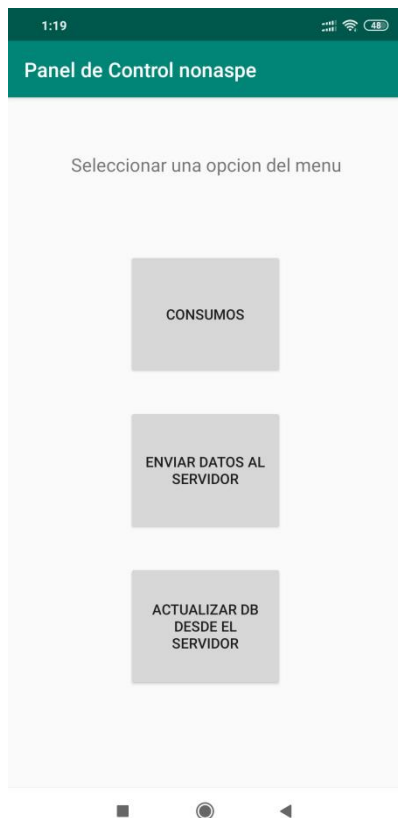 1:19
48
Panel de Control nonaspe
Seleccionar una opcion del menu
CONSUMOS
ENVIAR DATOS AL
SERVIDOR
ACTUALIZAR DB
DESDE EL
SERVIDOR